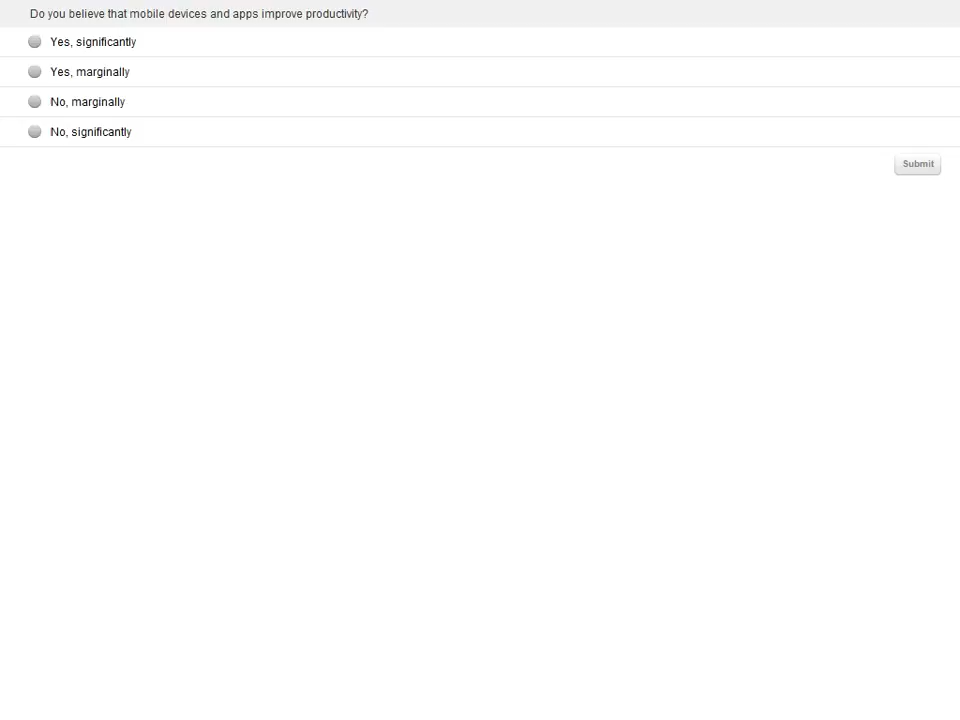 Do you believe that mobile devices and apps improve productivity?
Yes, significantly
Yes, marginally
No, marginally
No, significantly
Submit